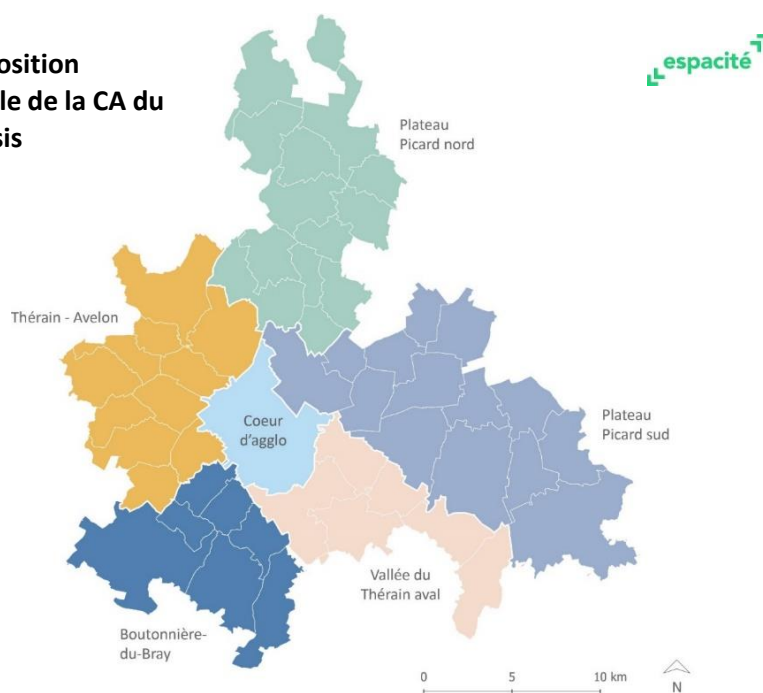 osition
le de la CA du
sis
espacité
Plateau
Picard nord
Thérain - Avelon
Coeur
d'agglo
Plateau
Picard sud
Vallée du
Thérain aval
Boutonnière-
du-Bray
0 5 10 km
N